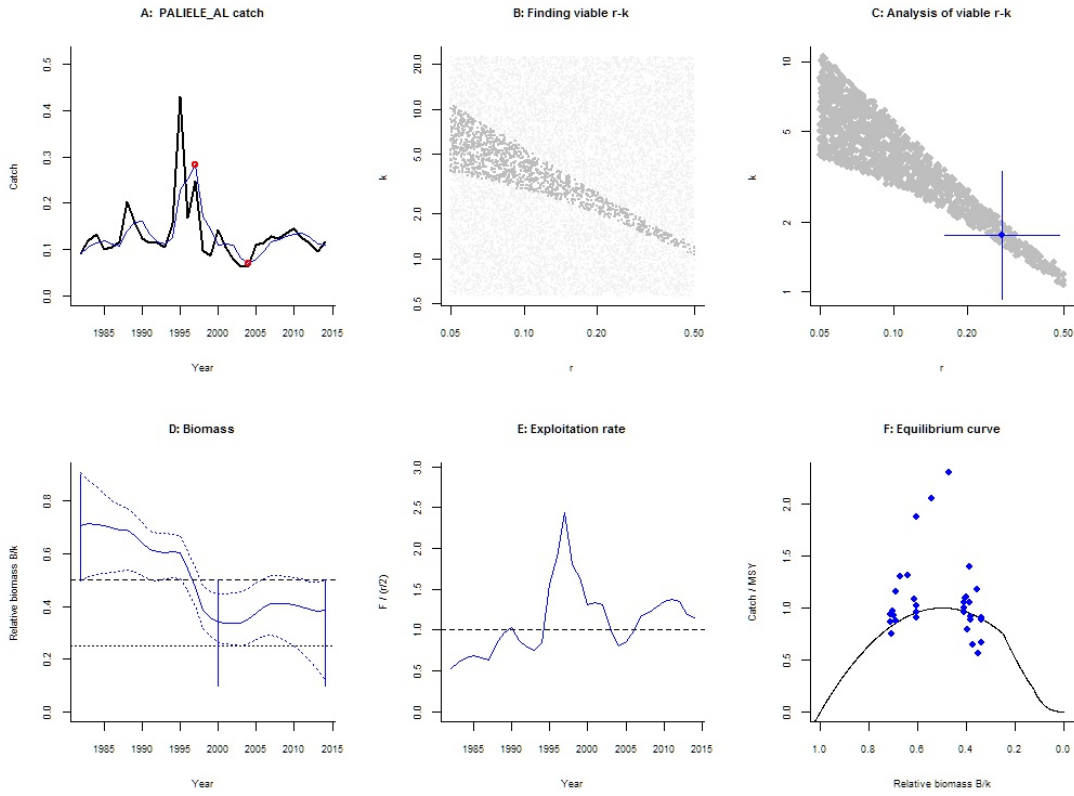 A: PALIELE_AL catch
B: Finding viable r-k
C: Analysis of viable r-k
Catch
0.0 0.1 0.2 0.3 0.4 0.5
1985 1990 1995 2000 2005 2010 2015
Year
k
0.5 1.0 2.0 5.0 10.0 20.0
0.05 0.10 0.20 0.50
r
k
1 2 5 10
0.05 0.10 0.20 0.50
r
D: Biomass
E: Exploitation rate
F: Equilibrium curve
Relative biomass B/k
0.0 0.2 0.4 0.6 0.8
1985 1990 1995 2000 2005 2010 2015
Year
F / (r/2)
0.0 0.5 1.0 1.5 2.0 2.5 3.0
1985 1990 1995 2000 2005 2010 2015
Year
Catch / MSY
0.0 0.5 1.0 1.5 2.0
1.0 0.8 0.6 0.4 0.2 0.0
Relative biomass B/k